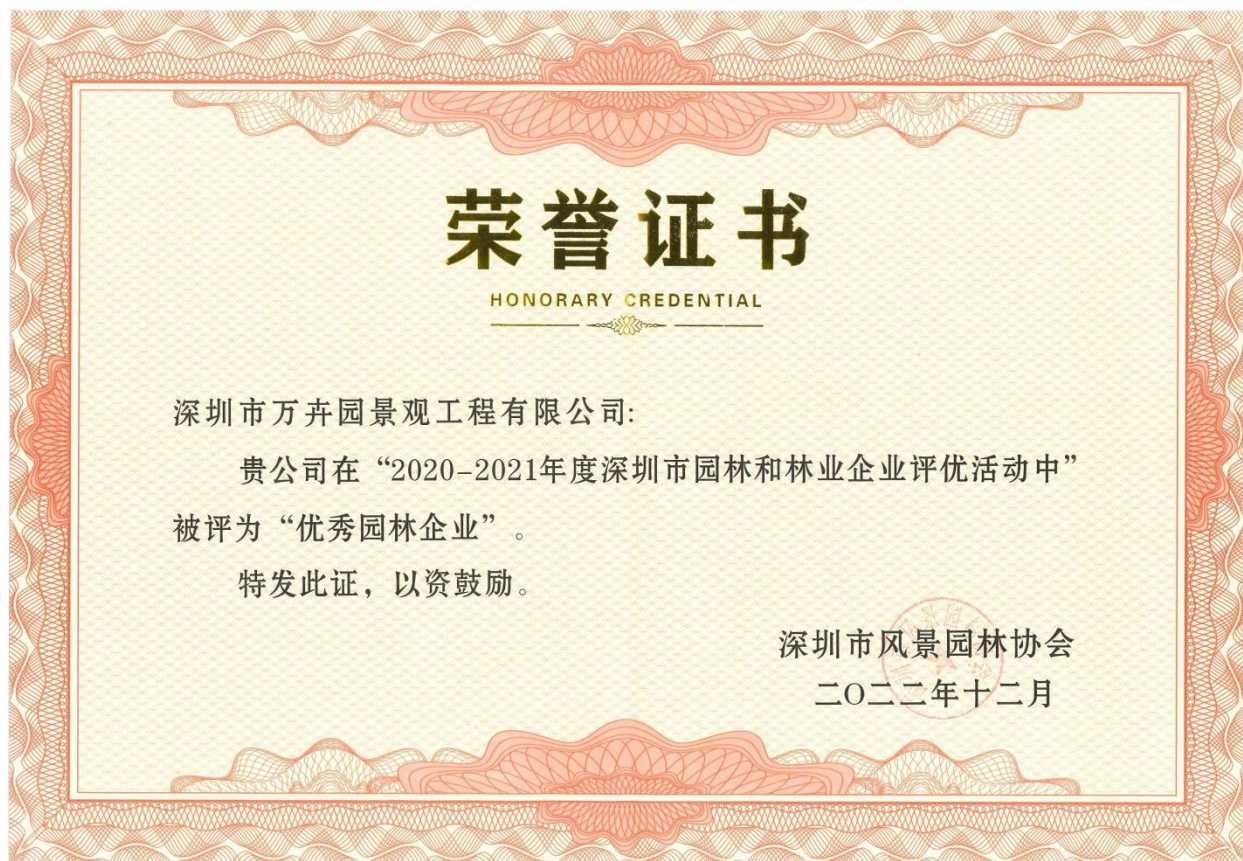 荣誉证书
HONORARY CREDENTIAL
深圳市万卉园景观工程有限公司:
贵公司在“2020-2021年度深圳市园林和林业企业评优活动中”
被评为“优秀园林企业”。
特发此证，以资鼓励。
深圳市风景园林协会
二〇二二年十二月